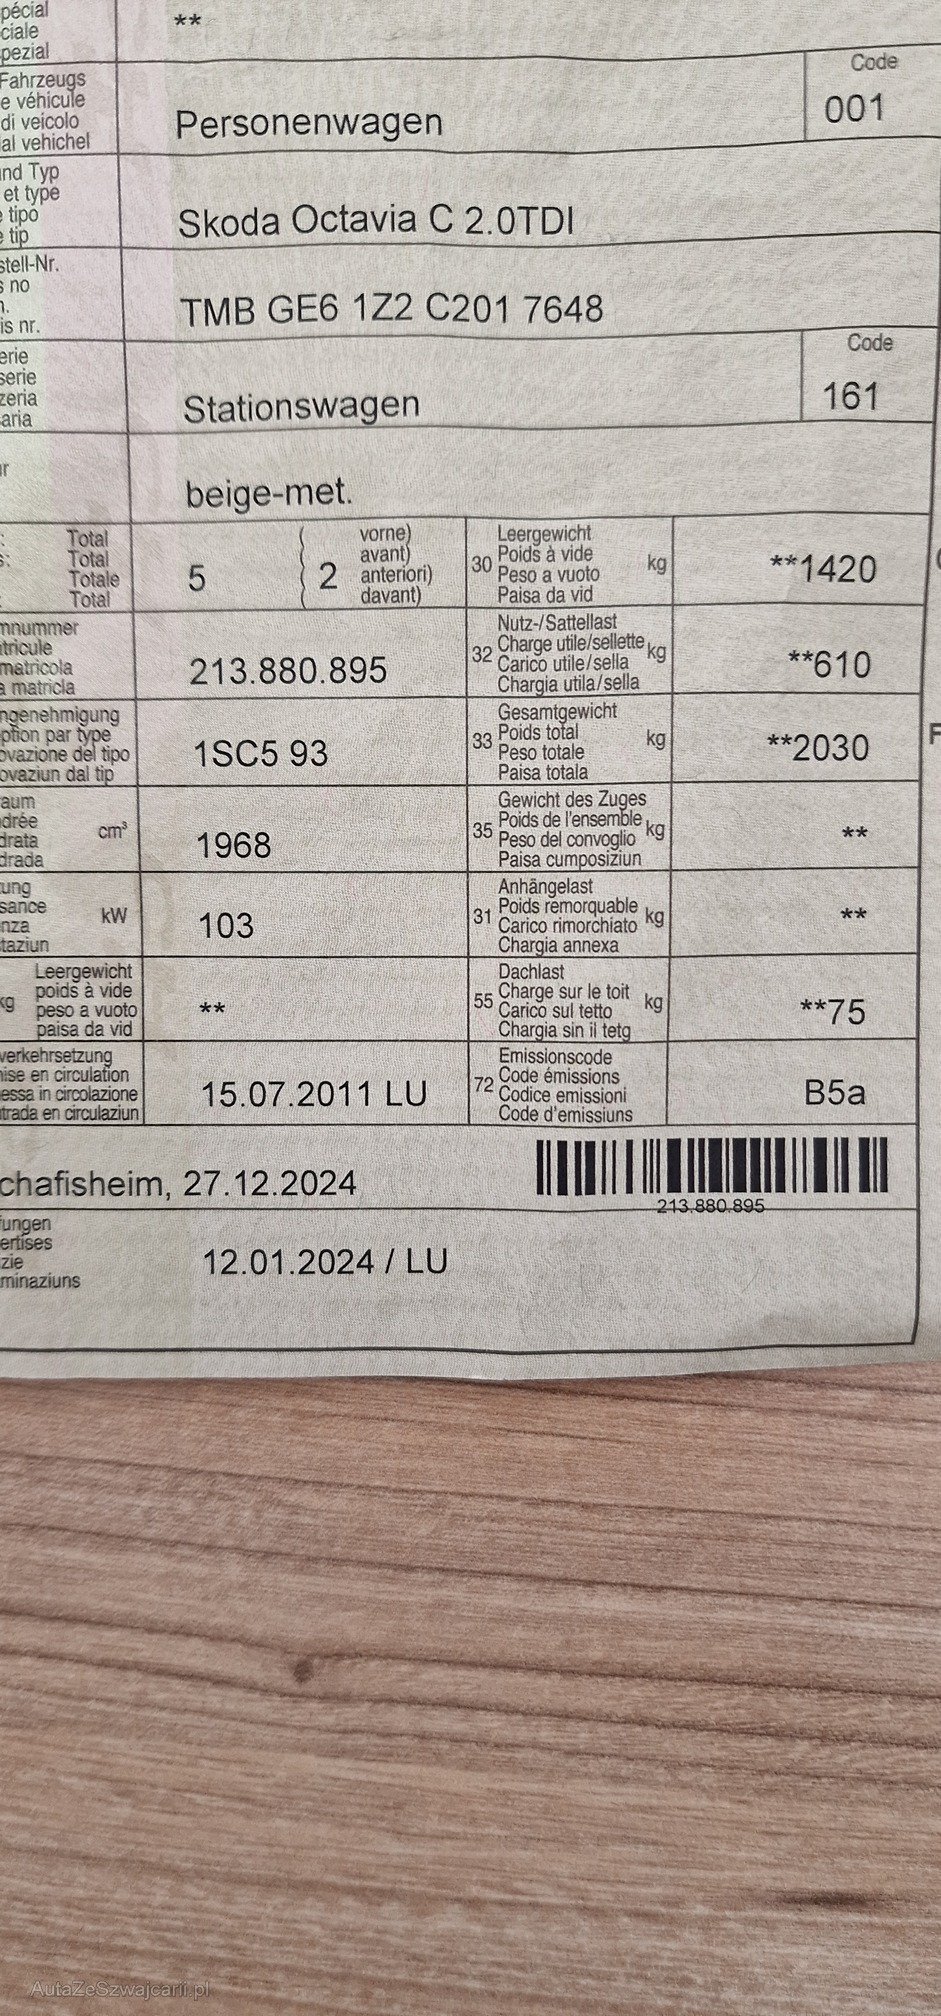 pécial
ciale
pezial
**
Fahrzeugs
e véhicule
di veicolo
al vehichel
Personenwagen
Code
001
nd Typ
et type
tipo
tip
Skoda Octavia C 2.0TDI
stell-Nr.
s no
n.
is nr.
TMB GE6 1Z2 C201 7648
erie
serie
zeria
aria
Stationswagen
Code
161
r
beige-met.
: Total
s: Total
Totale
: Total
5 ( 2
vorne)
avant)
anteriori)
davant)
30
Leergewicht
Poids à vide
Peso a vuoto
Paisa da vid
kg
**1420
mnummer
tricule
matricola
a matricla
213.880.895
32
Nutz-/Sattellast
Charge utile/sellette
Carico utile/sella
Chargia utila/sella
kg
**610
ngenehmigung
ption par type
ovazione del tipo
ovaziun dal tip
1SC5 93
33
Gesamtgewicht
Poids total
Peso totale
Paisa totala
kg
**2030
F
aum
drée
drata
drada
cm³
1968
35
Gewicht des Zuges
Poids de l'ensemble
Peso del convoglio
Paisa cumposiziun
kg
**
ung
sance
nza
taziun
kW
103
31
Anhängelast
Poids remorquable
Carico rimorchiato
Chargia annexa
kg
**
kg
Leergewicht
poids à vide
peso a vuoto
paisa da vid
**
55
Dachlast
Charge sur le toit
Carico sul tetto
Chargia sin il tetg
kg
**75
verkehrsetzung
ise en circulation
essa in circolazione
trada en circulaziun
15.07.2011 LU
72
Emissionscode
Code émissions
Codice emissioni
Code d'emissiuns
B5a
chafisheim, 27.12.2024
213.880.895
fungen
ertises
zie
minaziuns
12.01.2024 / LU
AutaZeSzwajcarii.pl